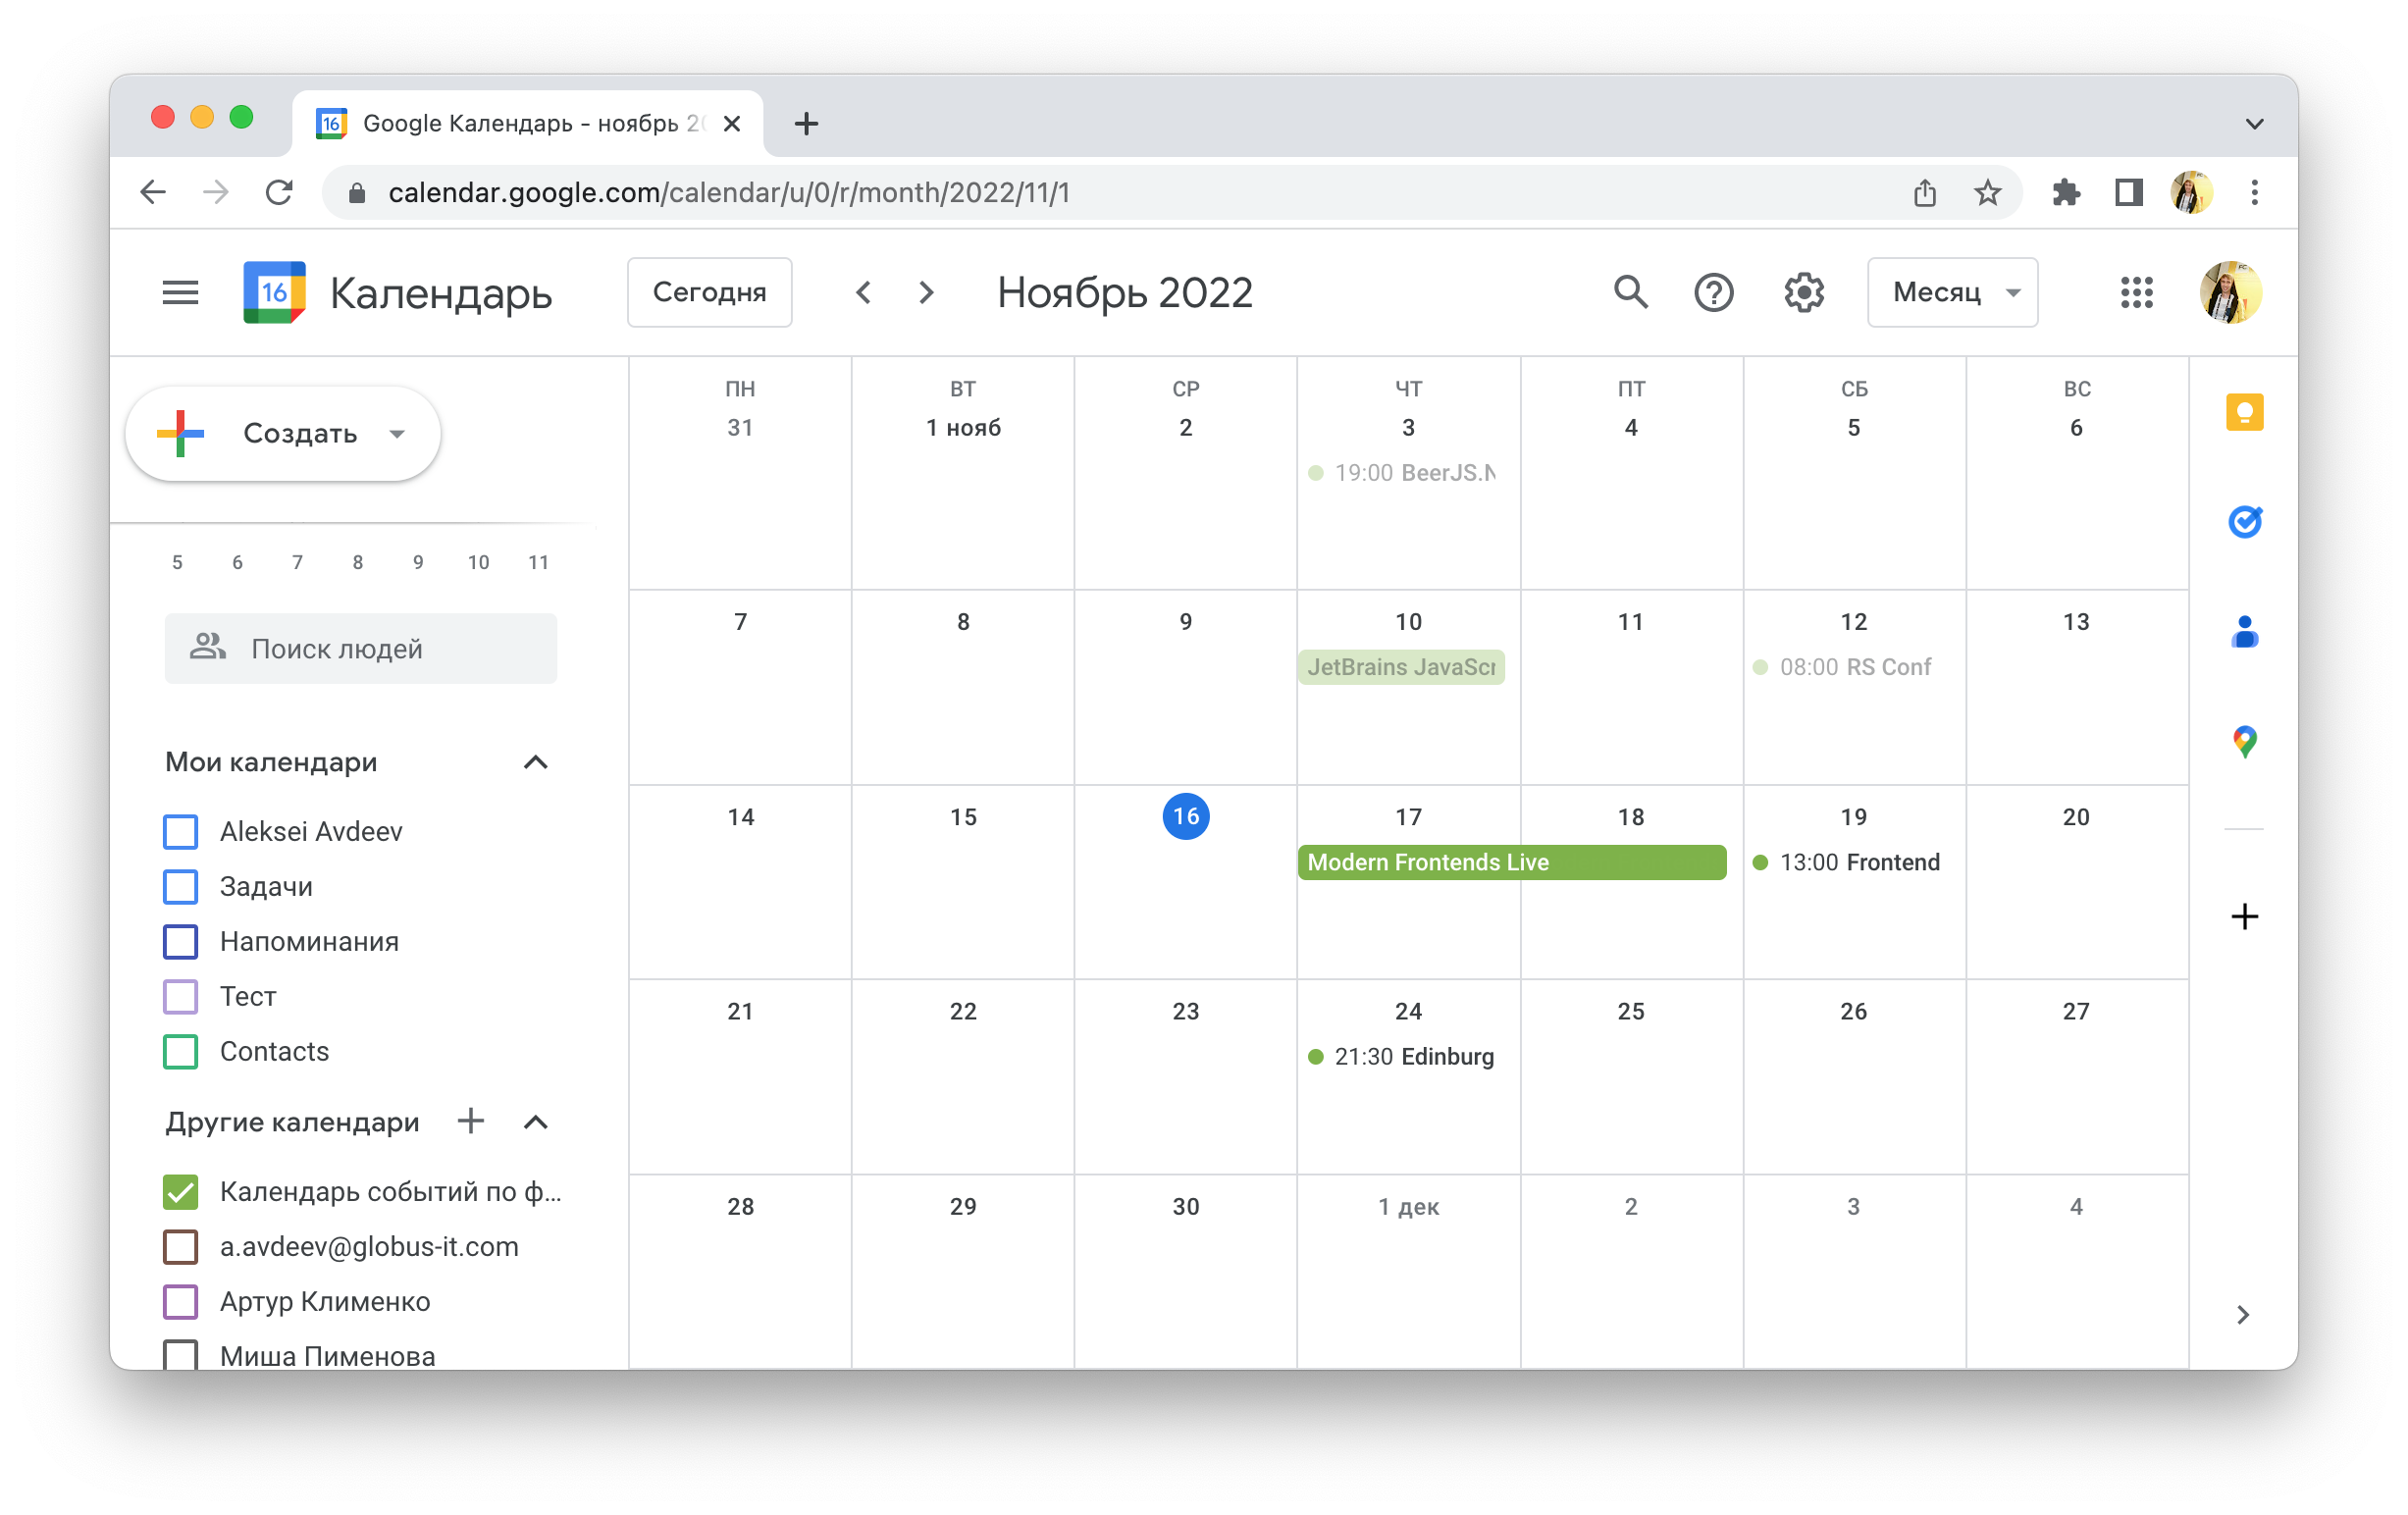 Google Календарь - ноябрь 20
calendar.google.com/calendar/u/0/r/month/2022/11/1
16 Календарь Сегодня Ноябрь 2022 Месяц
Создать
5 6 7 8 9 10 11
Поиск людей
Мои календари
Aleksei Avdeev
Задачи
Напоминания
Тест
Contacts
Другие календари
Календарь событий по ф...
a.avdeev@globus-it.com
Артур Клименко
Миша Пименова
ПН ВТ СР ЧТ ПТ СБ ВС
31 1 нояб 2 3 4 5 6
19:00 BeerJS.N
7 8 9 10 11 12 13
JetBrains JavaScr 08:00 RS Conf
14 15 16 17 18 19 20
Modern Frontends Live 13:00 Frontend
21 22 23 24 25 26 27
21:30 Edinburg
28 29 30 1 дек 2 3 4